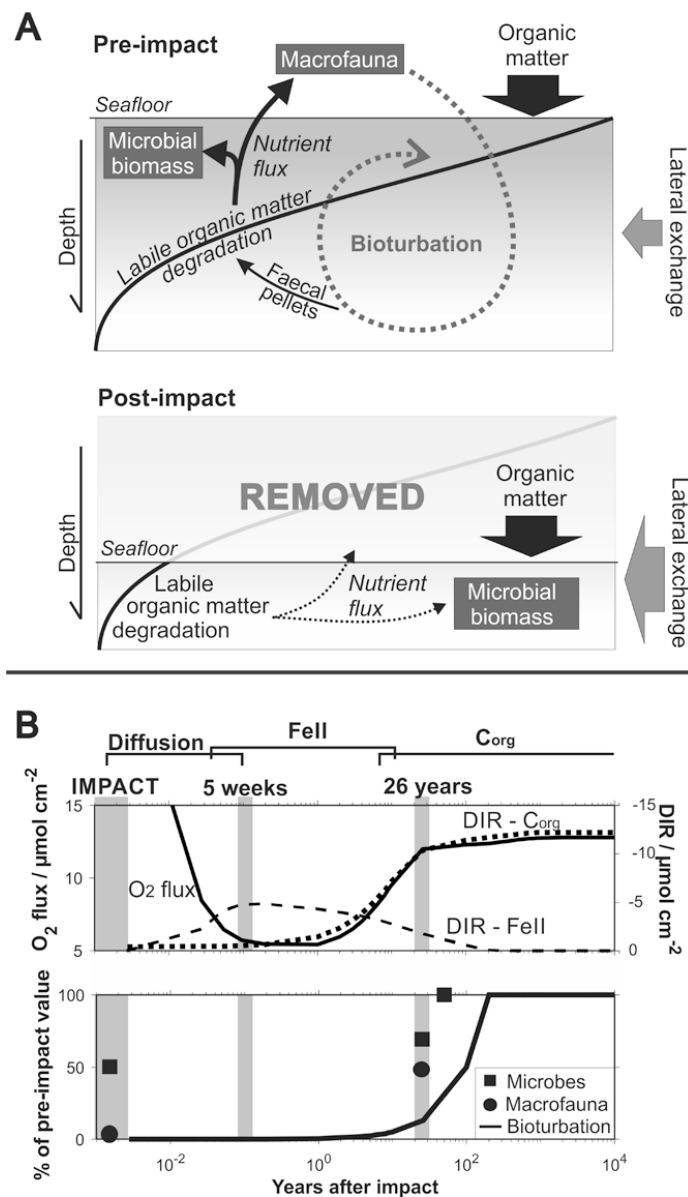 A
Pre-impact
Macrofauna
Organic
matter
Seafloor
Microbial
biomass
Nutrient
flux
Depth
Labile organic matter
degradation
Bioturbation
Faecal
pellets
Lateral exchange
Post-impact
REMOVED
Organic
matter
Depth
Seafloor
Labile
organic matter
degradation
Nutrient
flux
Microbial
biomass
Lateral exchange
B
Diffusion
FeII
Corg
IMPACT
5 weeks
26 years
15
10
5
O2 flux / µmol cm-2
O2 flux
DIR - Corg
DIR - FeII
-15
-10
-5
0
DIR / µmol cm-2
100
50
0
% of pre-impact value
Microbes
Macrofauna
Bioturbation
10-2
100
102
104
Years after impact